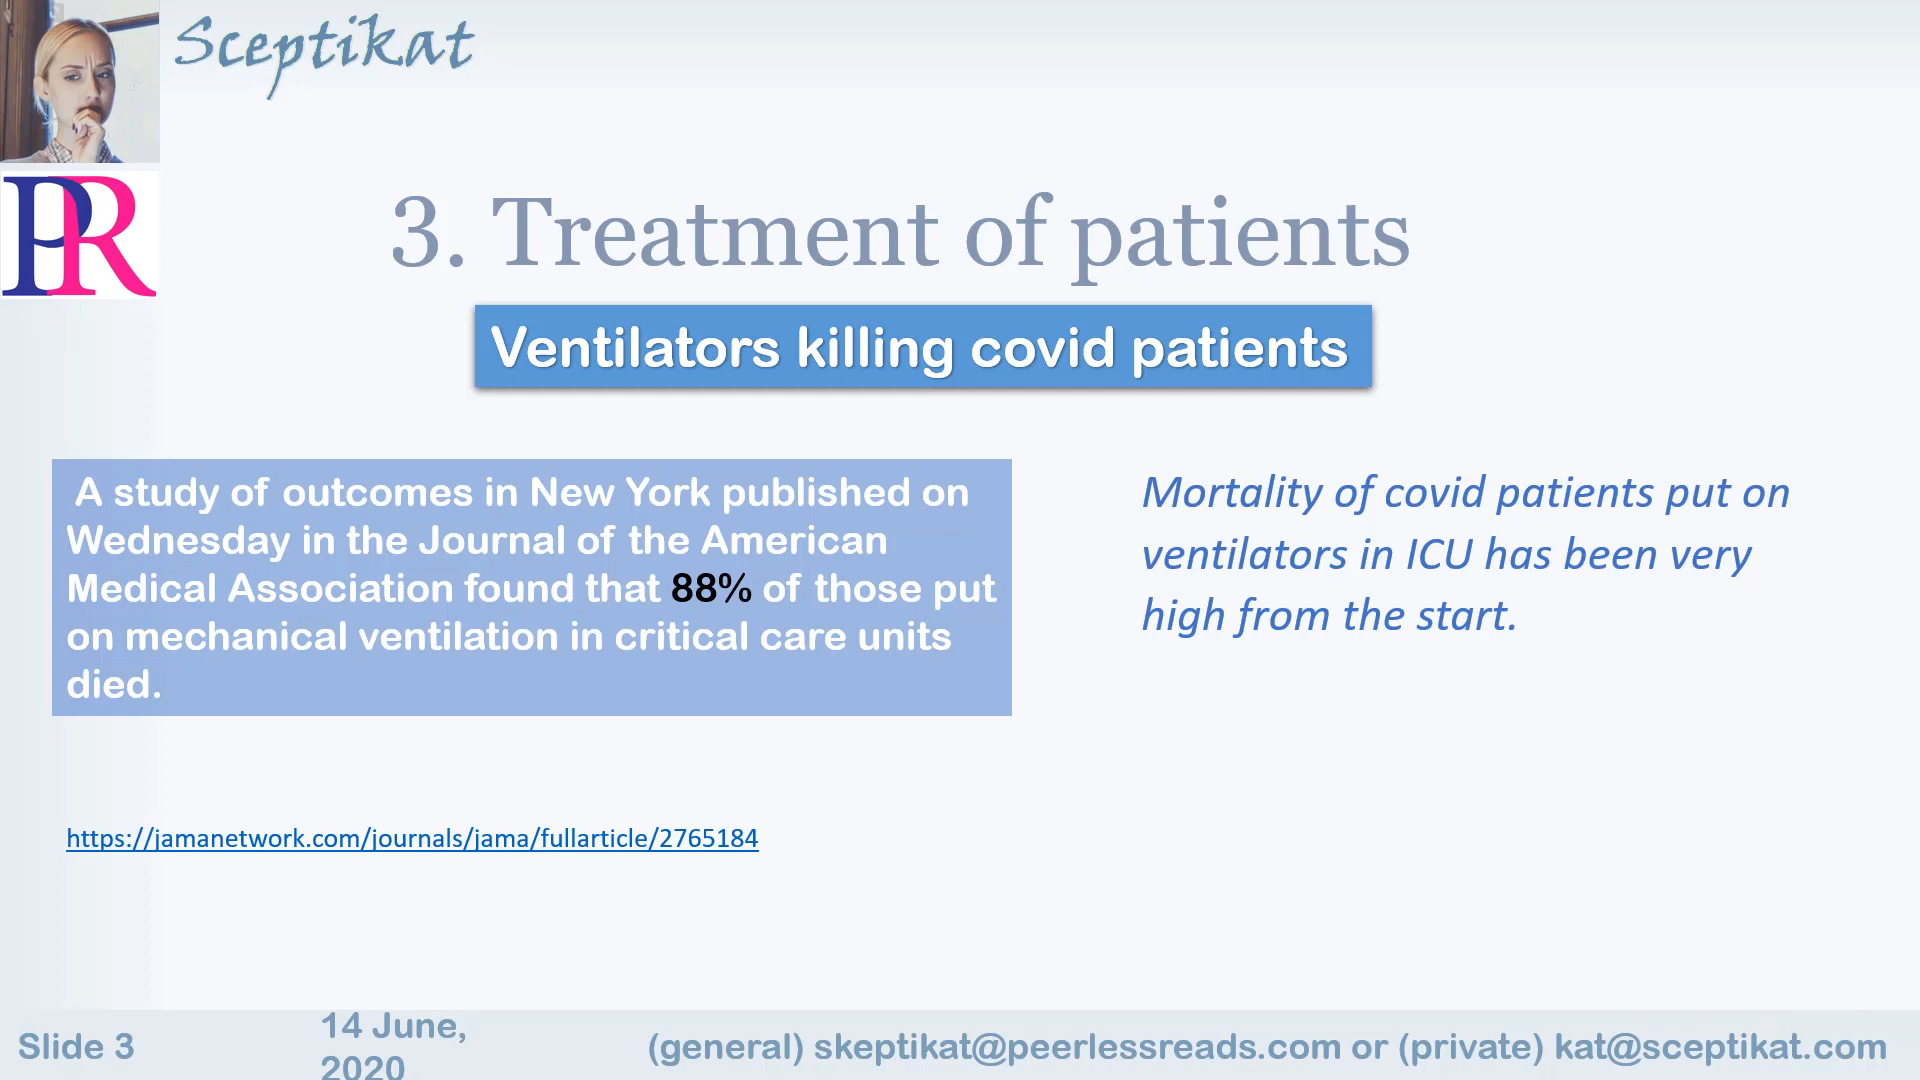 Sceptikat
PR
3. Treatment of patients
Ventilators killing covid patients
A study of outcomes in New York published on
Wednesday in the Journal of the American
Medical Association found that 88% of those put
on mechanical ventilation in critical care units
died.
Mortality of covid patients put on
ventilators in ICU has been very
high from the start.
https://jamanetwork.com/journals/jama/fullarticle/2765184
Slide 3
14 June,
2020
(general) skeptikat@peerlessreads.com or (private) kat@sceptikat.com